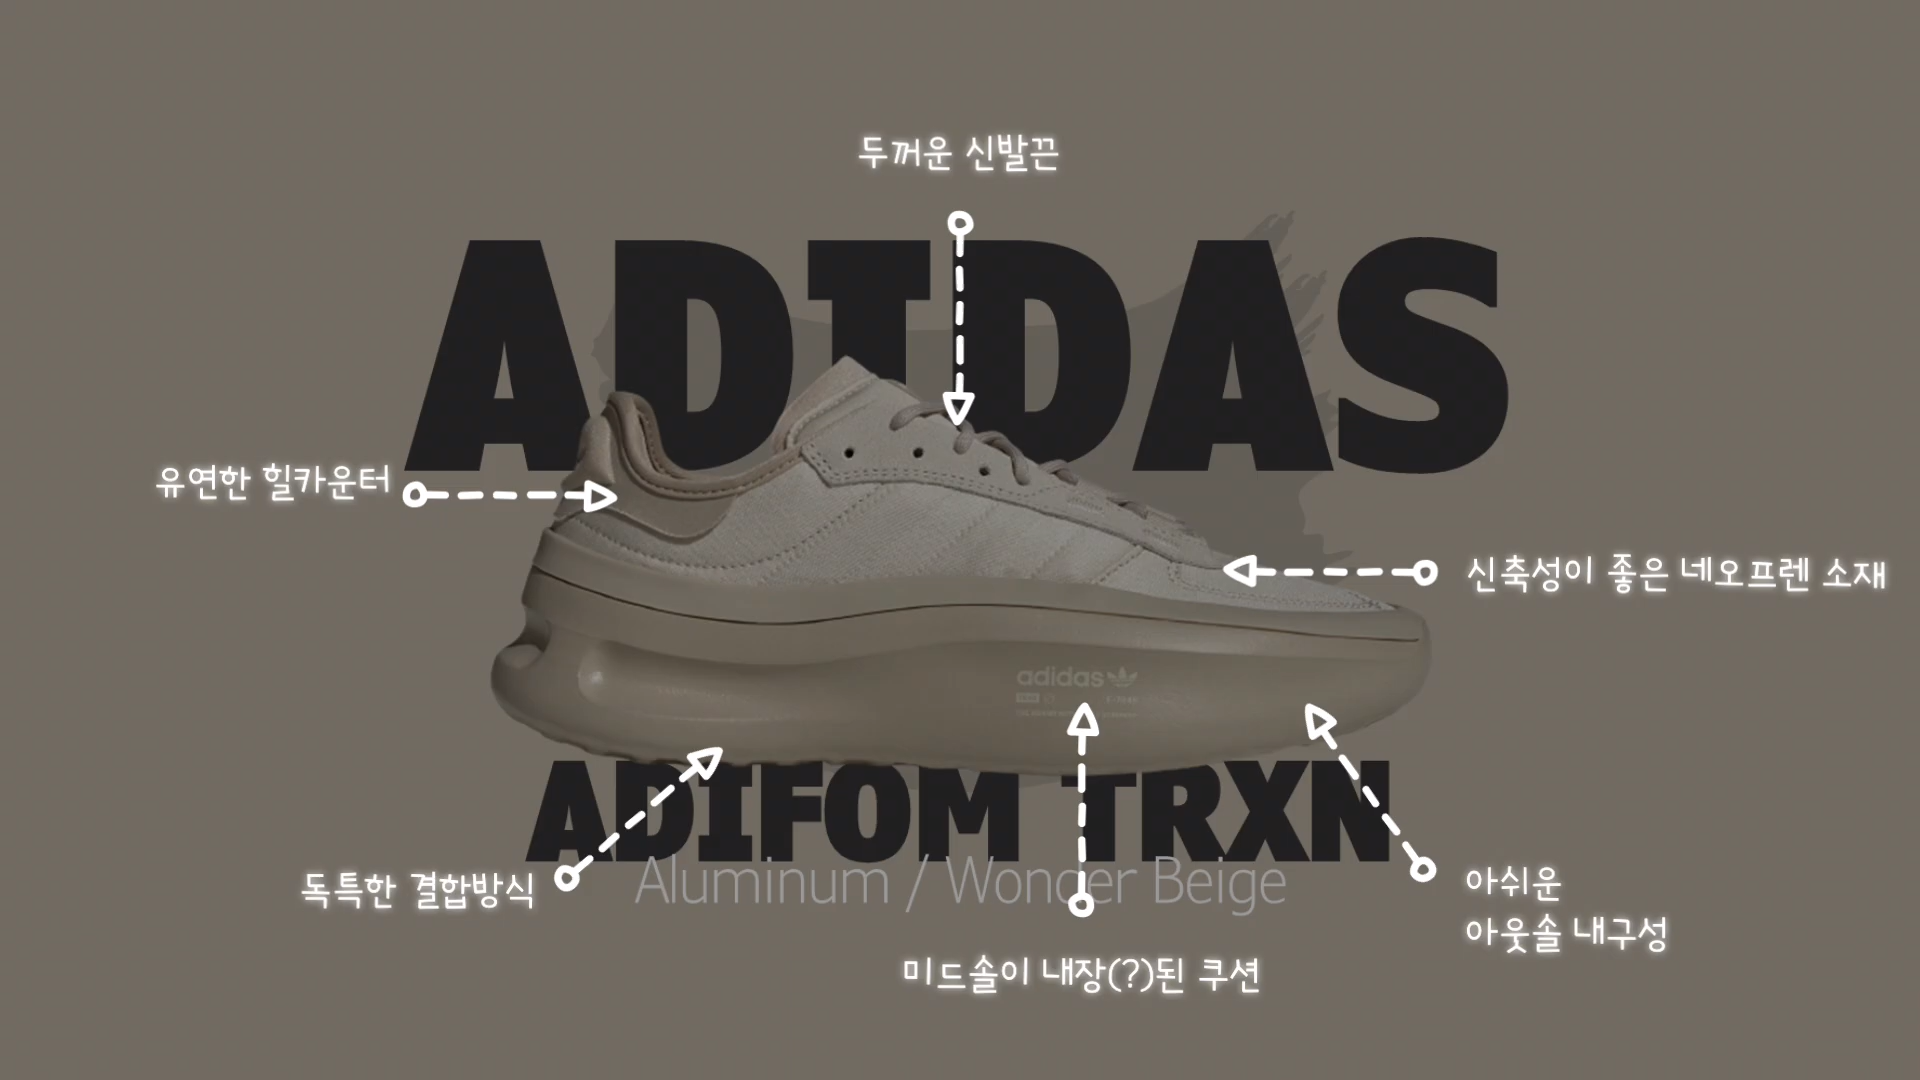 두꺼운 신발끈
ADIDAS
유연한 힐카운터
신축성이 좋은 네오프렌 소재
adidas
ADIFOM TRXN
Aluminum / Wonder Beige
독특한 결합방식
아쉬운
아웃솔 내구성
미드솔이 내장(?)된 쿠션